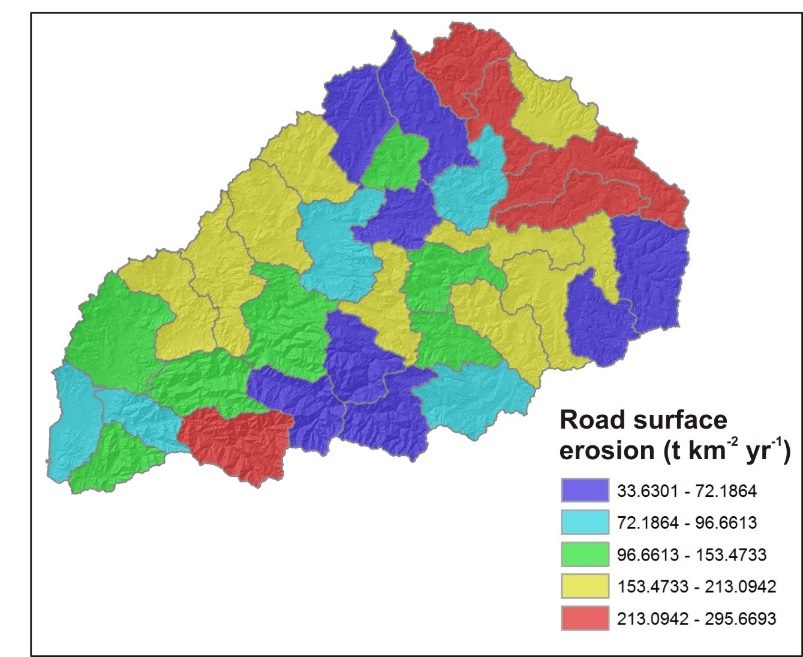 Road surface
erosion (t km⁻² yr⁻¹)
33.6301 - 72.1864
72.1864 - 96.6613
96.6613 - 153.4733
153.4733 - 213.0942
213.0942 - 295.6693